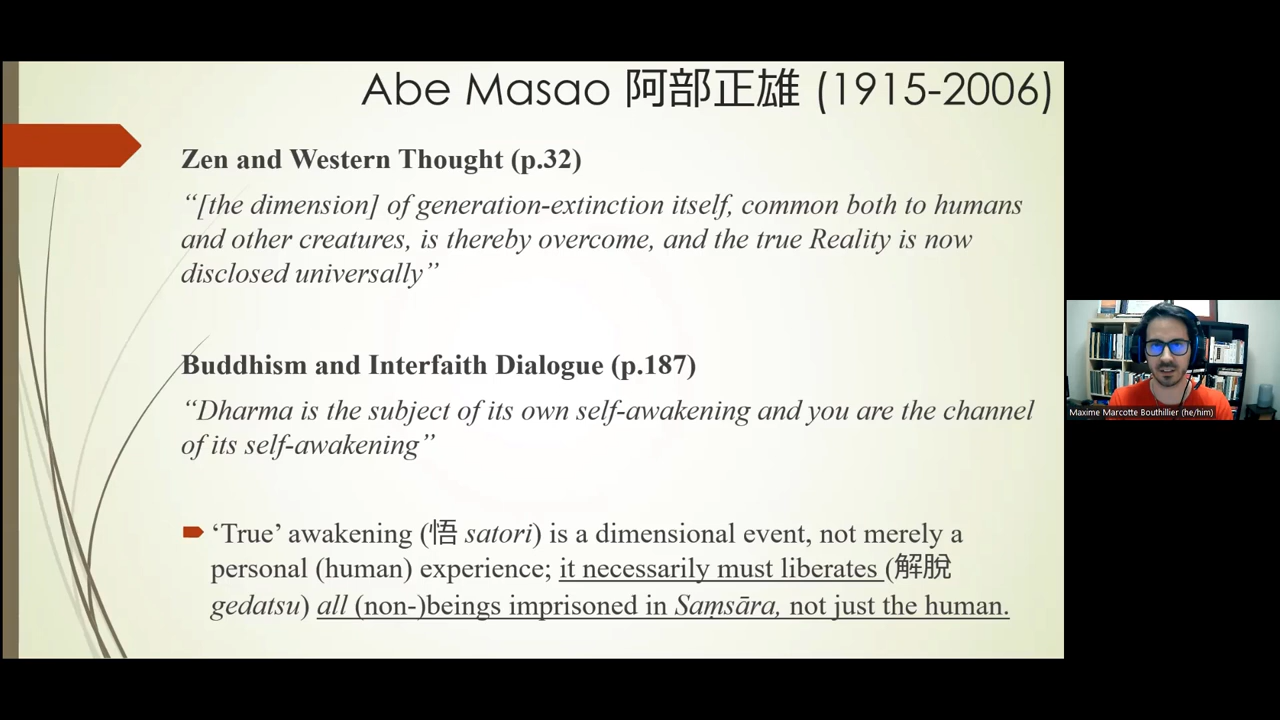 Abe Masao 阿部正雄 (1915-2006)
Zen and Western Thought (p.32)
“[the dimension] of generation-extinction itself, common both to humans
and other creatures, is thereby overcome, and the true Reality is now
disclosed universally”
Buddhism and Interfaith Dialogue (p.187)
“Dharma is the subject of its own self-awakening and you are the channel
of its self-awakening”
‘True’ awakening (悟 satori) is a dimensional event, not merely a
personal (human) experience; it necessarily must liberates (解脫
gedatsu) all (non-)beings imprisoned in Saṃsāra, not just the human.
Maxime Marcotte Bouthillier (he/him)